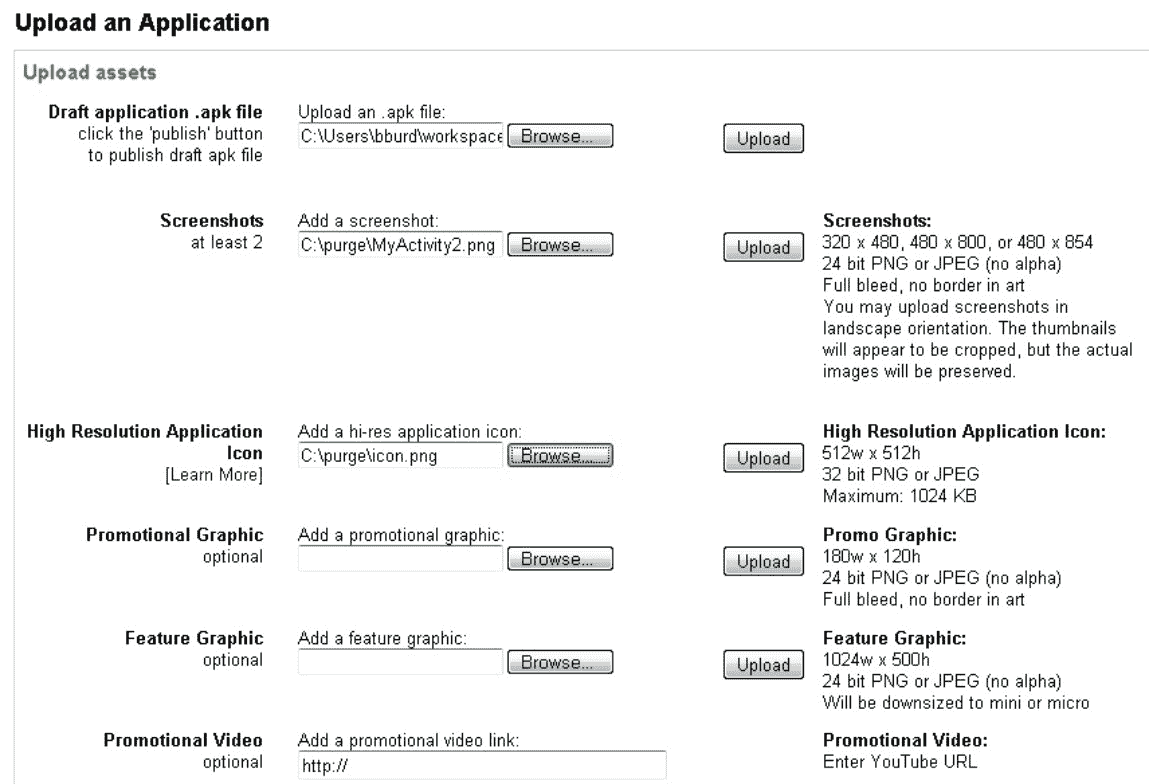 Upload an Application
Upload assets
Draft application .apk file
click the 'publish' button
to publish draft apk file
Upload an .apk file:
C:\Users\bburd\workspace
Browse...
Upload
Screenshots
at least 2
Add a screenshot:
C:\purge\MyActivity2.png
Browse...
Upload
Screenshots:
320 x 480, 480 x 800, or 480 x 854
24 bit PNG or JPEG (no alpha)
Full bleed, no border in art
You may upload screenshots in
landscape orientation. The thumbnails
will appear to be cropped, but the actual
images will be preserved.
High Resolution Application
Icon
[Learn More]
Add a hi-res application icon:
C:\purge\icon.png
Browse...
Upload
High Resolution Application Icon:
512w x 512h
32 bit PNG or JPEG
Maximum: 1024 KB
Promotional Graphic
optional
Add a promotional graphic:
Browse...
Upload
Promo Graphic:
180w x 120h
24 bit PNG or JPEG (no alpha)
Full bleed, no border in art
Feature Graphic
optional
Add a feature graphic:
Browse...
Upload
Feature Graphic:
1024w x 500h
24 bit PNG or JPEG (no alpha)
Will be downsized to mini or micro
Promotional Video
optional
Add a promotional video link:
http://
Promotional Video:
Enter YouTube URL